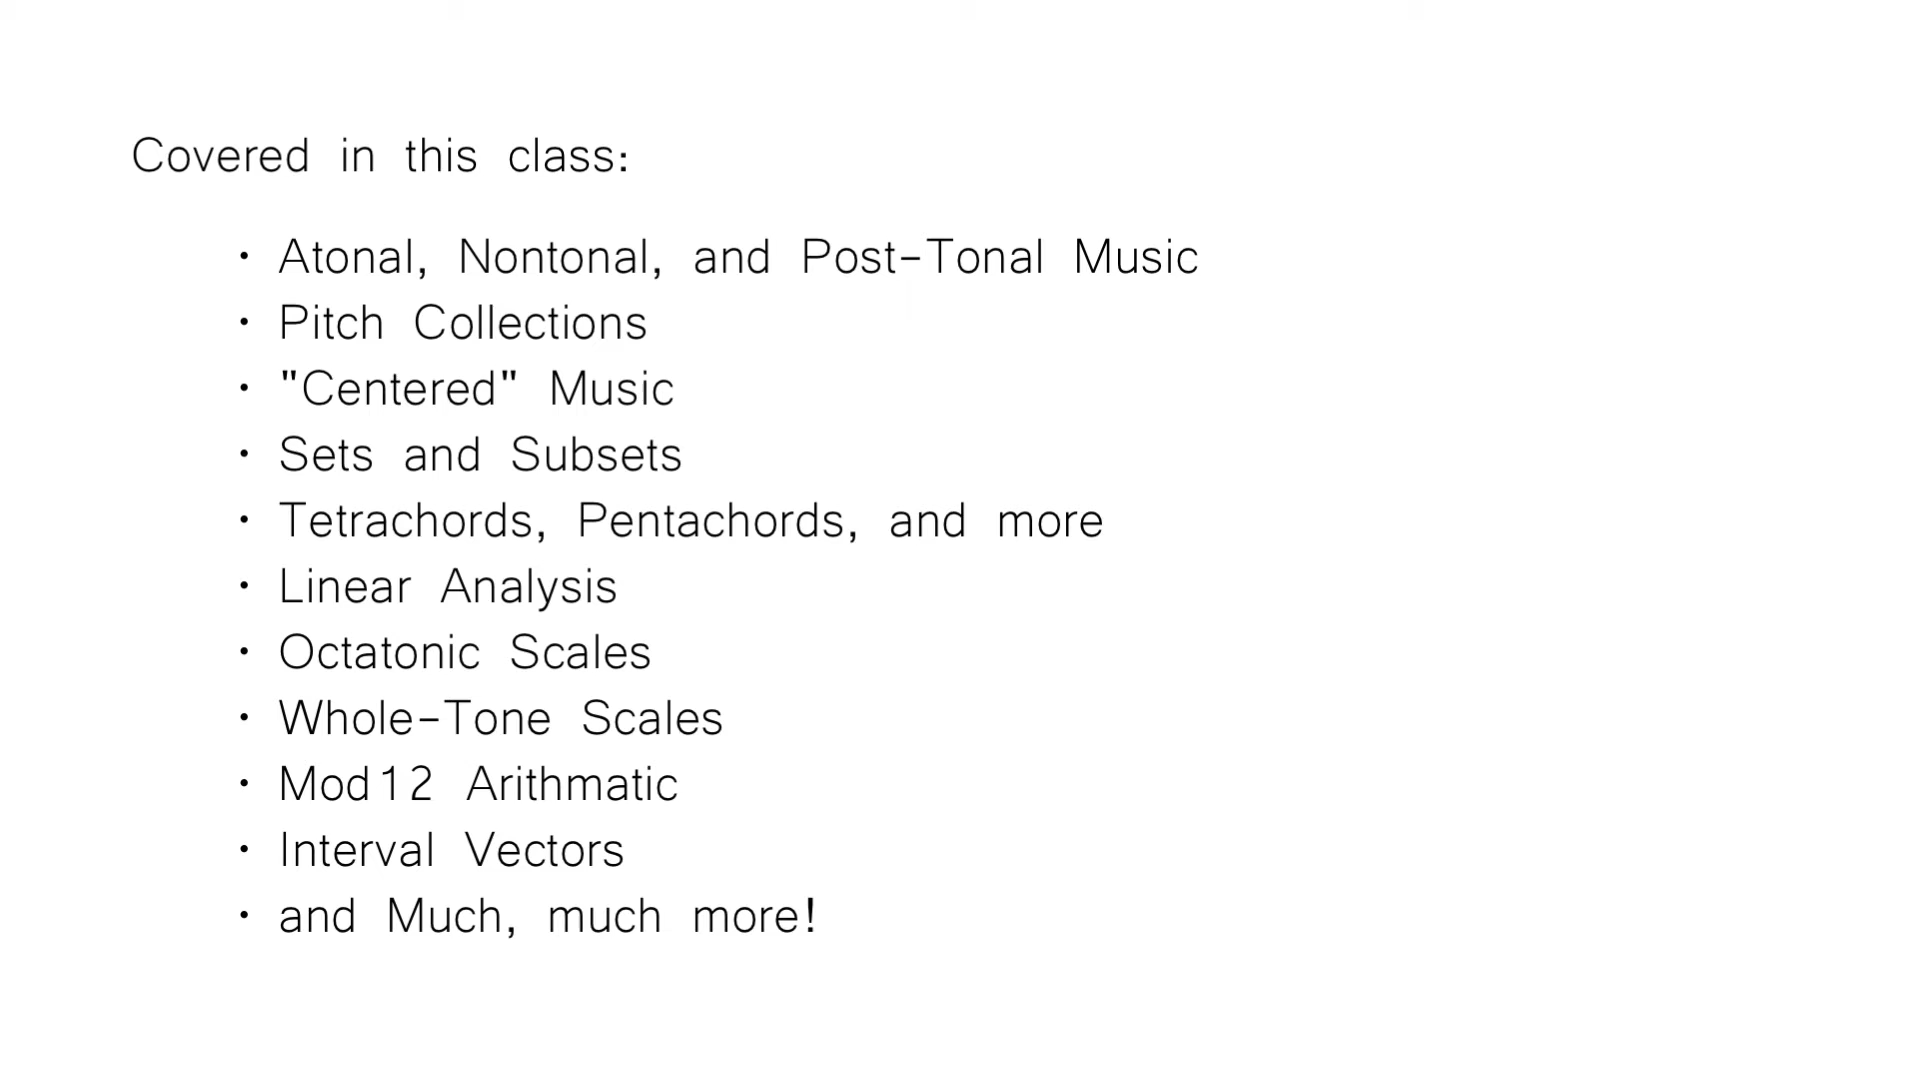 Covered in this class:
• Atonal, Nontonal, and Post-Tonal Music
• Pitch Collections
• "Centered" Music
• Sets and Subsets
• Tetrachords, Pentachords, and more
• Linear Analysis
• Octatonic Scales
• Whole-Tone Scales
• Mod12 Arithmatic
• Interval Vectors
• and Much, much more!